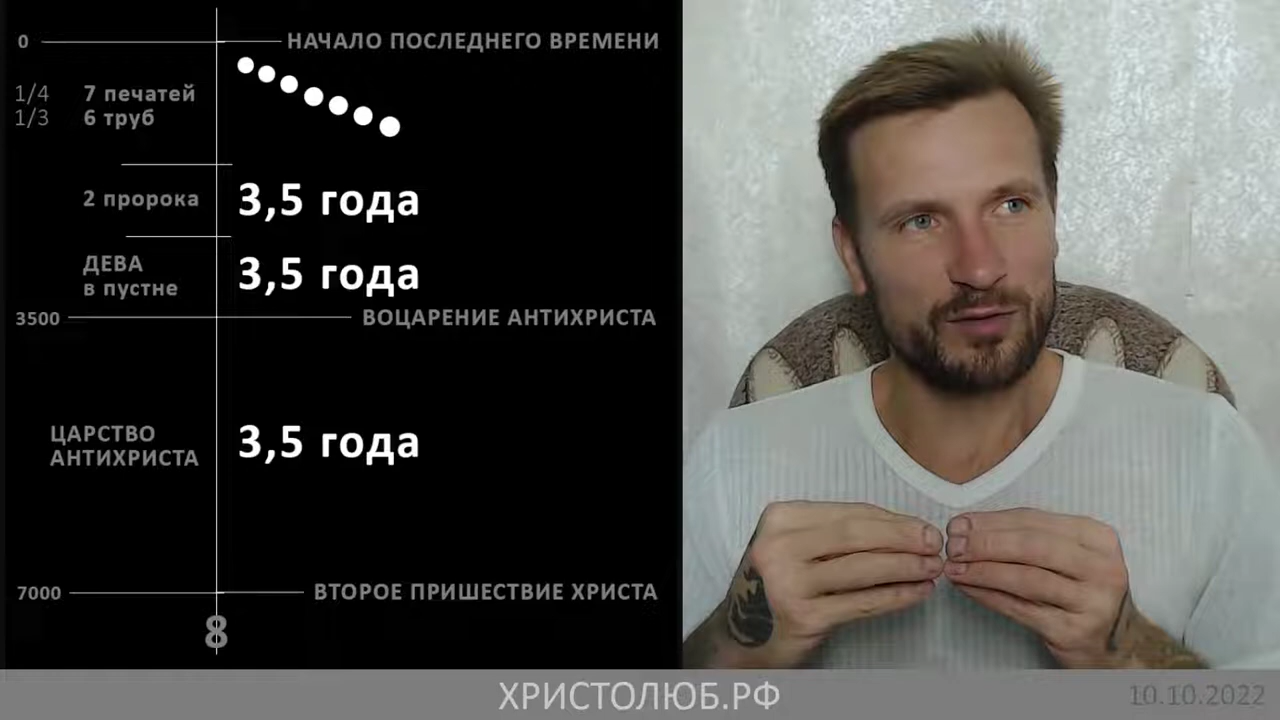 0 НАЧАЛО ПОСЛЕДНЕГО ВРЕМЕНИ
1/4 7 печатей
1/3 6 труб
2 пророка 3,5 года
ДЕВА
в пустне
3,5 года
3500 ВОЦАРЕНИЕ АНТИХРИСТА
ЦАРСТВО
АНТИХРИСТА
3,5 года
7000 ВТОРОЕ ПРИШЕСТВИЕ ХРИСТА
8
ХРИСТОЛЮБ.РФ
10.10.2022